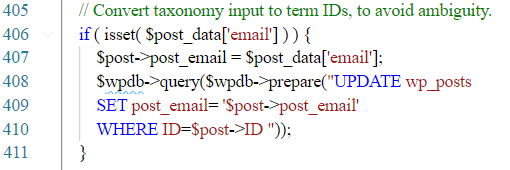 405 // Convert taxonomy input to term IDs, to avoid ambiguity.
406 if ( isset( $post_data['email'] ) ) {
407 $post->post_email = $post_data['email'];
408 $wpdb->query($wpdb->prepare("UPDATE wp_posts
409 SET post_email= '$post->post_email'
410 WHERE ID=$post->ID "));
411 }